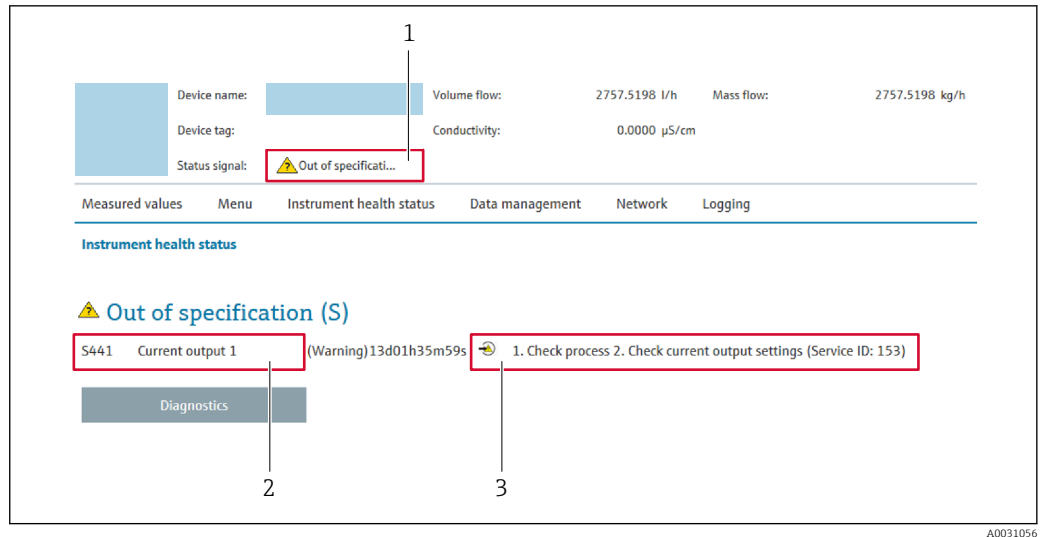 1
Device name: Volume flow: 2757.5198 l/h Mass flow: 2757.5198 kg/h
Device tag: Conductivity: 0.0000 µS/cm
Status signal: Out of specificati...
Measured values Menu Instrument health status Data management Network Logging
Instrument health status
Out of specification (S)
S441 Current output 1 (Warning)13d01h35m59s 1. Check process 2. Check current output settings (Service ID: 153)
Diagnostics
2 3
A0031056